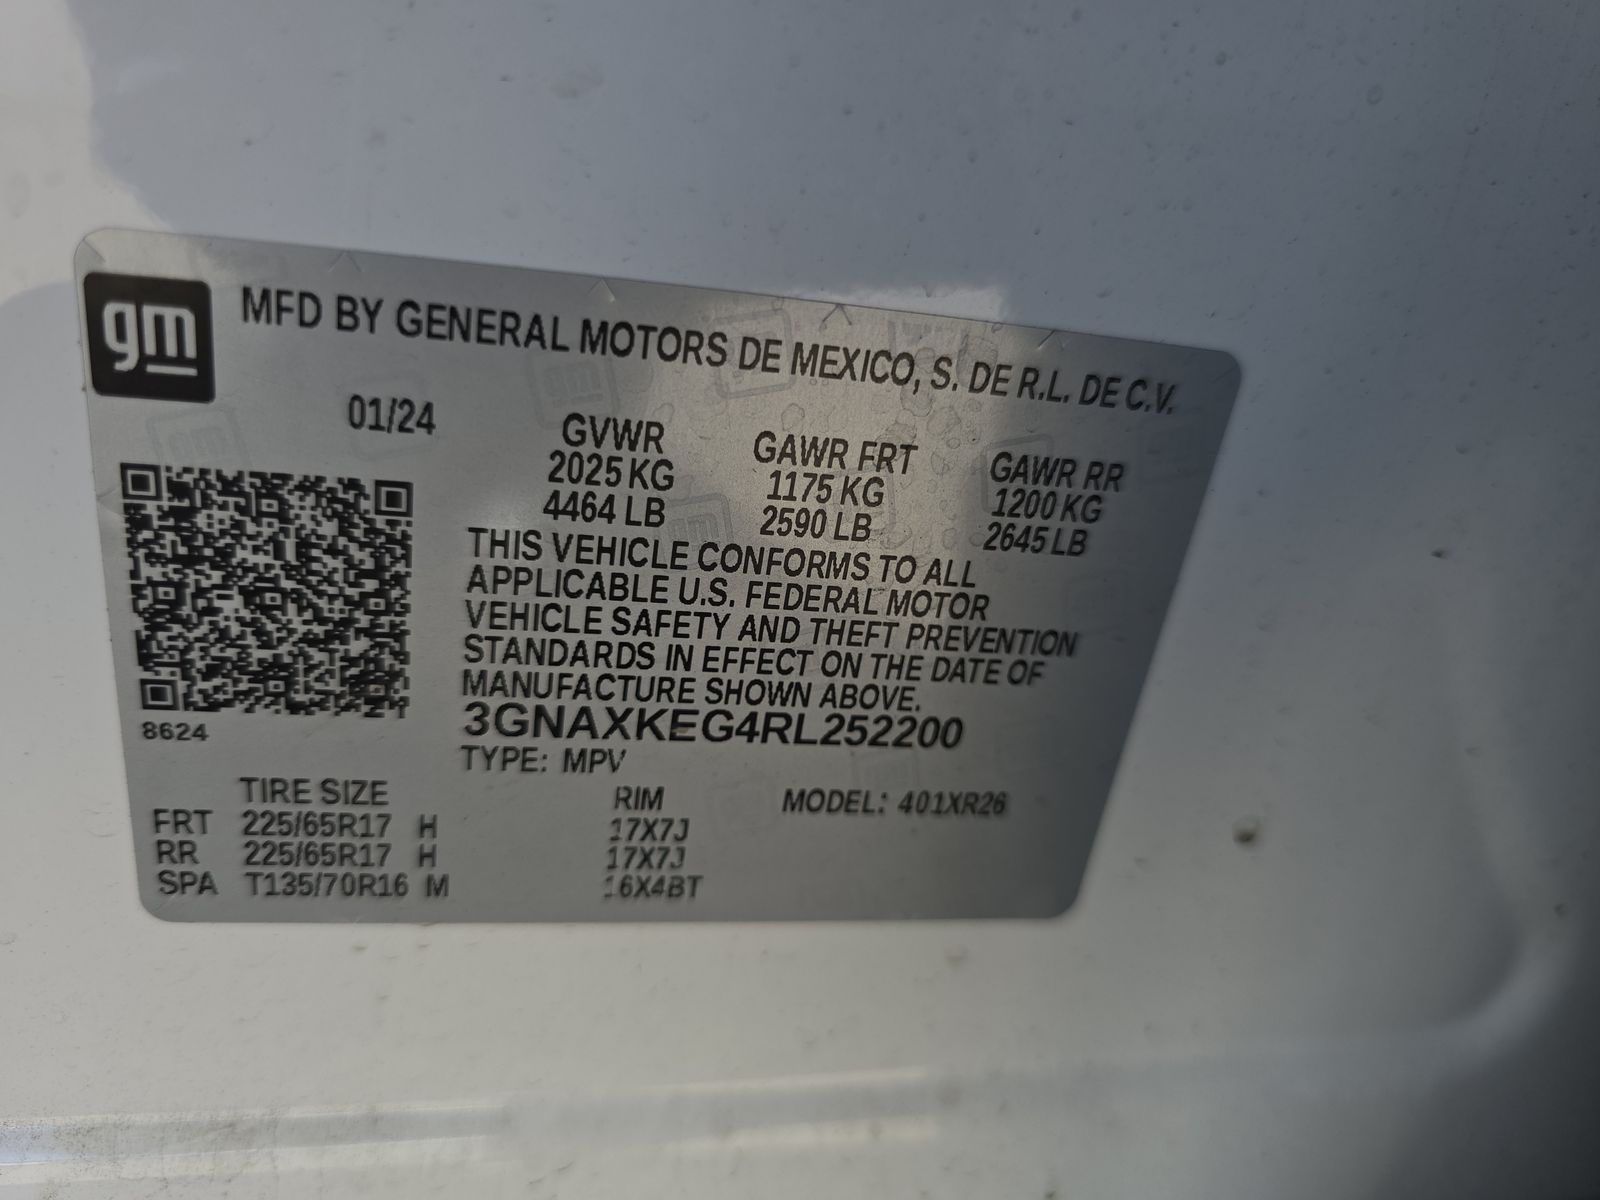 gm
MFD BY GENERAL MOTORS DE MEXICO, S. DE R.L. DE C.V.
01/24
GVWR GAWR FRT GAWR RR
2025 KG 1175 KG 1200 KG
4464 LB 2590 LB 2645 LB
THIS VEHICLE CONFORMS TO ALL
APPLICABLE U.S. FEDERAL MOTOR
VEHICLE SAFETY AND THEFT PREVENTION
STANDARDS IN EFFECT ON THE DATE OF
MANUFACTURE SHOWN ABOVE.
3GNAXKEG4RL252200
8624
TYPE: MPV
TIRE SIZE RIM MODEL: 401XR26
FRT 225/65R17 H 17X7J
RR 225/65R17 H 17X7J
SPA T135/70R16 M 16X4BT